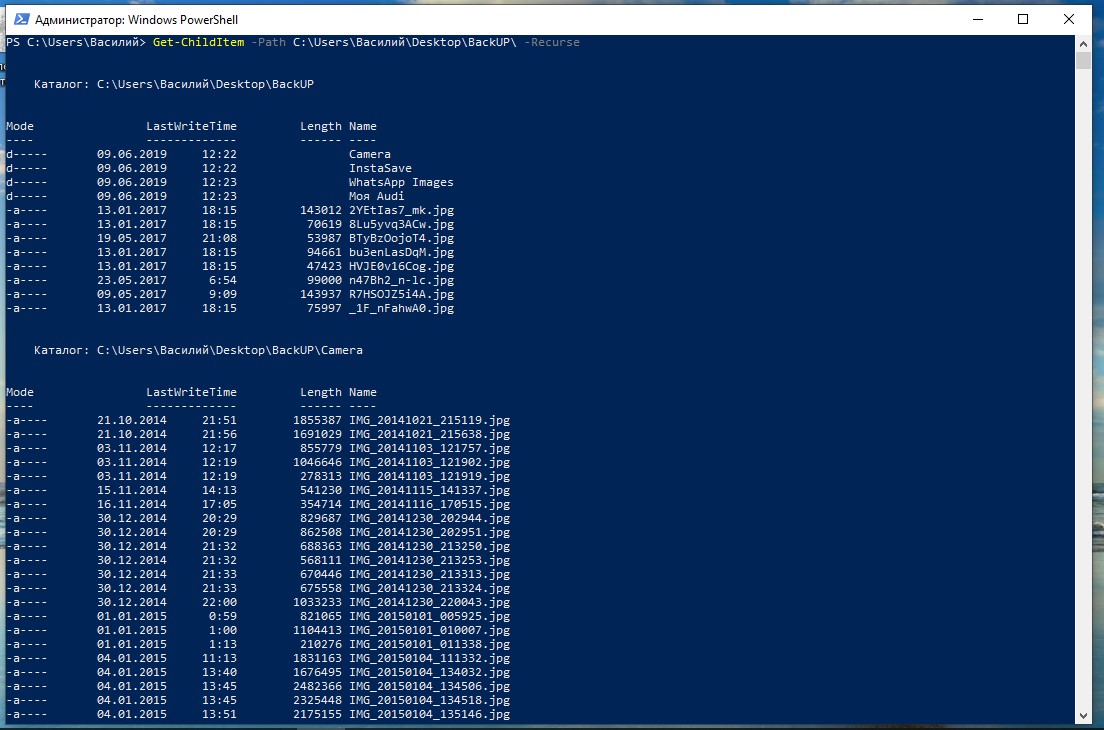 Администратор: Windows PowerShell
PS C:\Users\Василий> Get-ChildItem -Path C:\Users\Василий\Desktop\BackUP\ -Recurse
Каталог: C:\Users\Василий\Desktop\BackUP
Mode LastWriteTime Length Name
---- ------------- ------ ----
d----- 09.06.2019 12:22 Camera
d----- 09.06.2019 12:22 InstaSave
d----- 09.06.2019 12:23 WhatsApp Images
d----- 09.06.2019 12:23 Моя Audi
-a---- 13.01.2017 18:15 143012 2YEtIas7_mk.jpg
-a---- 13.01.2017 18:15 70619 8Lu5yvq3ACw.jpg
-a---- 19.05.2017 21:08 53987 BTyBzOojoT4.jpg
-a---- 13.01.2017 18:15 94661 bu3enLasDqM.jpg
-a---- 13.01.2017 18:15 47423 HVJE0v16Cog.jpg
-a---- 23.05.2017 6:54 99000 n47Bh2_n-lc.jpg
-a---- 09.05.2017 9:09 143937 R7HSOJZ5i4A.jpg
-a---- 13.01.2017 18:15 75997 _1F_nFahwA0.jpg
Каталог: C:\Users\Василий\Desktop\BackUP\Camera
Mode LastWriteTime Length Name
---- ------------- ------ ----
-a---- 21.10.2014 21:51 1855387 IMG_20141021_215119.jpg
-a---- 21.10.2014 21:56 1691029 IMG_20141021_215638.jpg
-a---- 03.11.2014 12:17 855779 IMG_20141103_121757.jpg
-a---- 03.11.2014 12:19 1046646 IMG_20141103_121902.jpg
-a---- 03.11.2014 12:19 278313 IMG_20141103_121919.jpg
-a---- 15.11.2014 14:13 541230 IMG_20141115_141337.jpg
-a---- 16.11.2014 17:05 354714 IMG_20141116_170515.jpg
-a---- 30.12.2014 20:29 829687 IMG_20141230_202944.jpg
-a---- 30.12.2014 20:29 862508 IMG_20141230_202951.jpg
-a---- 30.12.2014 21:32 688363 IMG_20141230_213250.jpg
-a---- 30.12.2014 21:32 568111 IMG_20141230_213253.jpg
-a---- 30.12.2014 21:33 670446 IMG_20141230_213313.jpg
-a---- 30.12.2014 21:33 675558 IMG_20141230_213324.jpg
-a---- 30.12.2014 22:00 1033233 IMG_20141230_220043.jpg
-a---- 01.01.2015 0:59 821065 IMG_20150101_005925.jpg
-a---- 01.01.2015 1:00 1104413 IMG_20150101_010007.jpg
-a---- 01.01.2015 1:13 210276 IMG_20150101_011338.jpg
-a---- 04.01.2015 11:13 1831163 IMG_20150104_111332.jpg
-a---- 04.01.2015 13:40 1676495 IMG_20150104_134032.jpg
-a---- 04.01.2015 13:45 2482366 IMG_20150104_134506.jpg
-a---- 04.01.2015 13:45 2325448 IMG_20150104_134518.jpg
-a---- 04.01.2015 13:51 2175155 IMG_20150104_135146.jpg